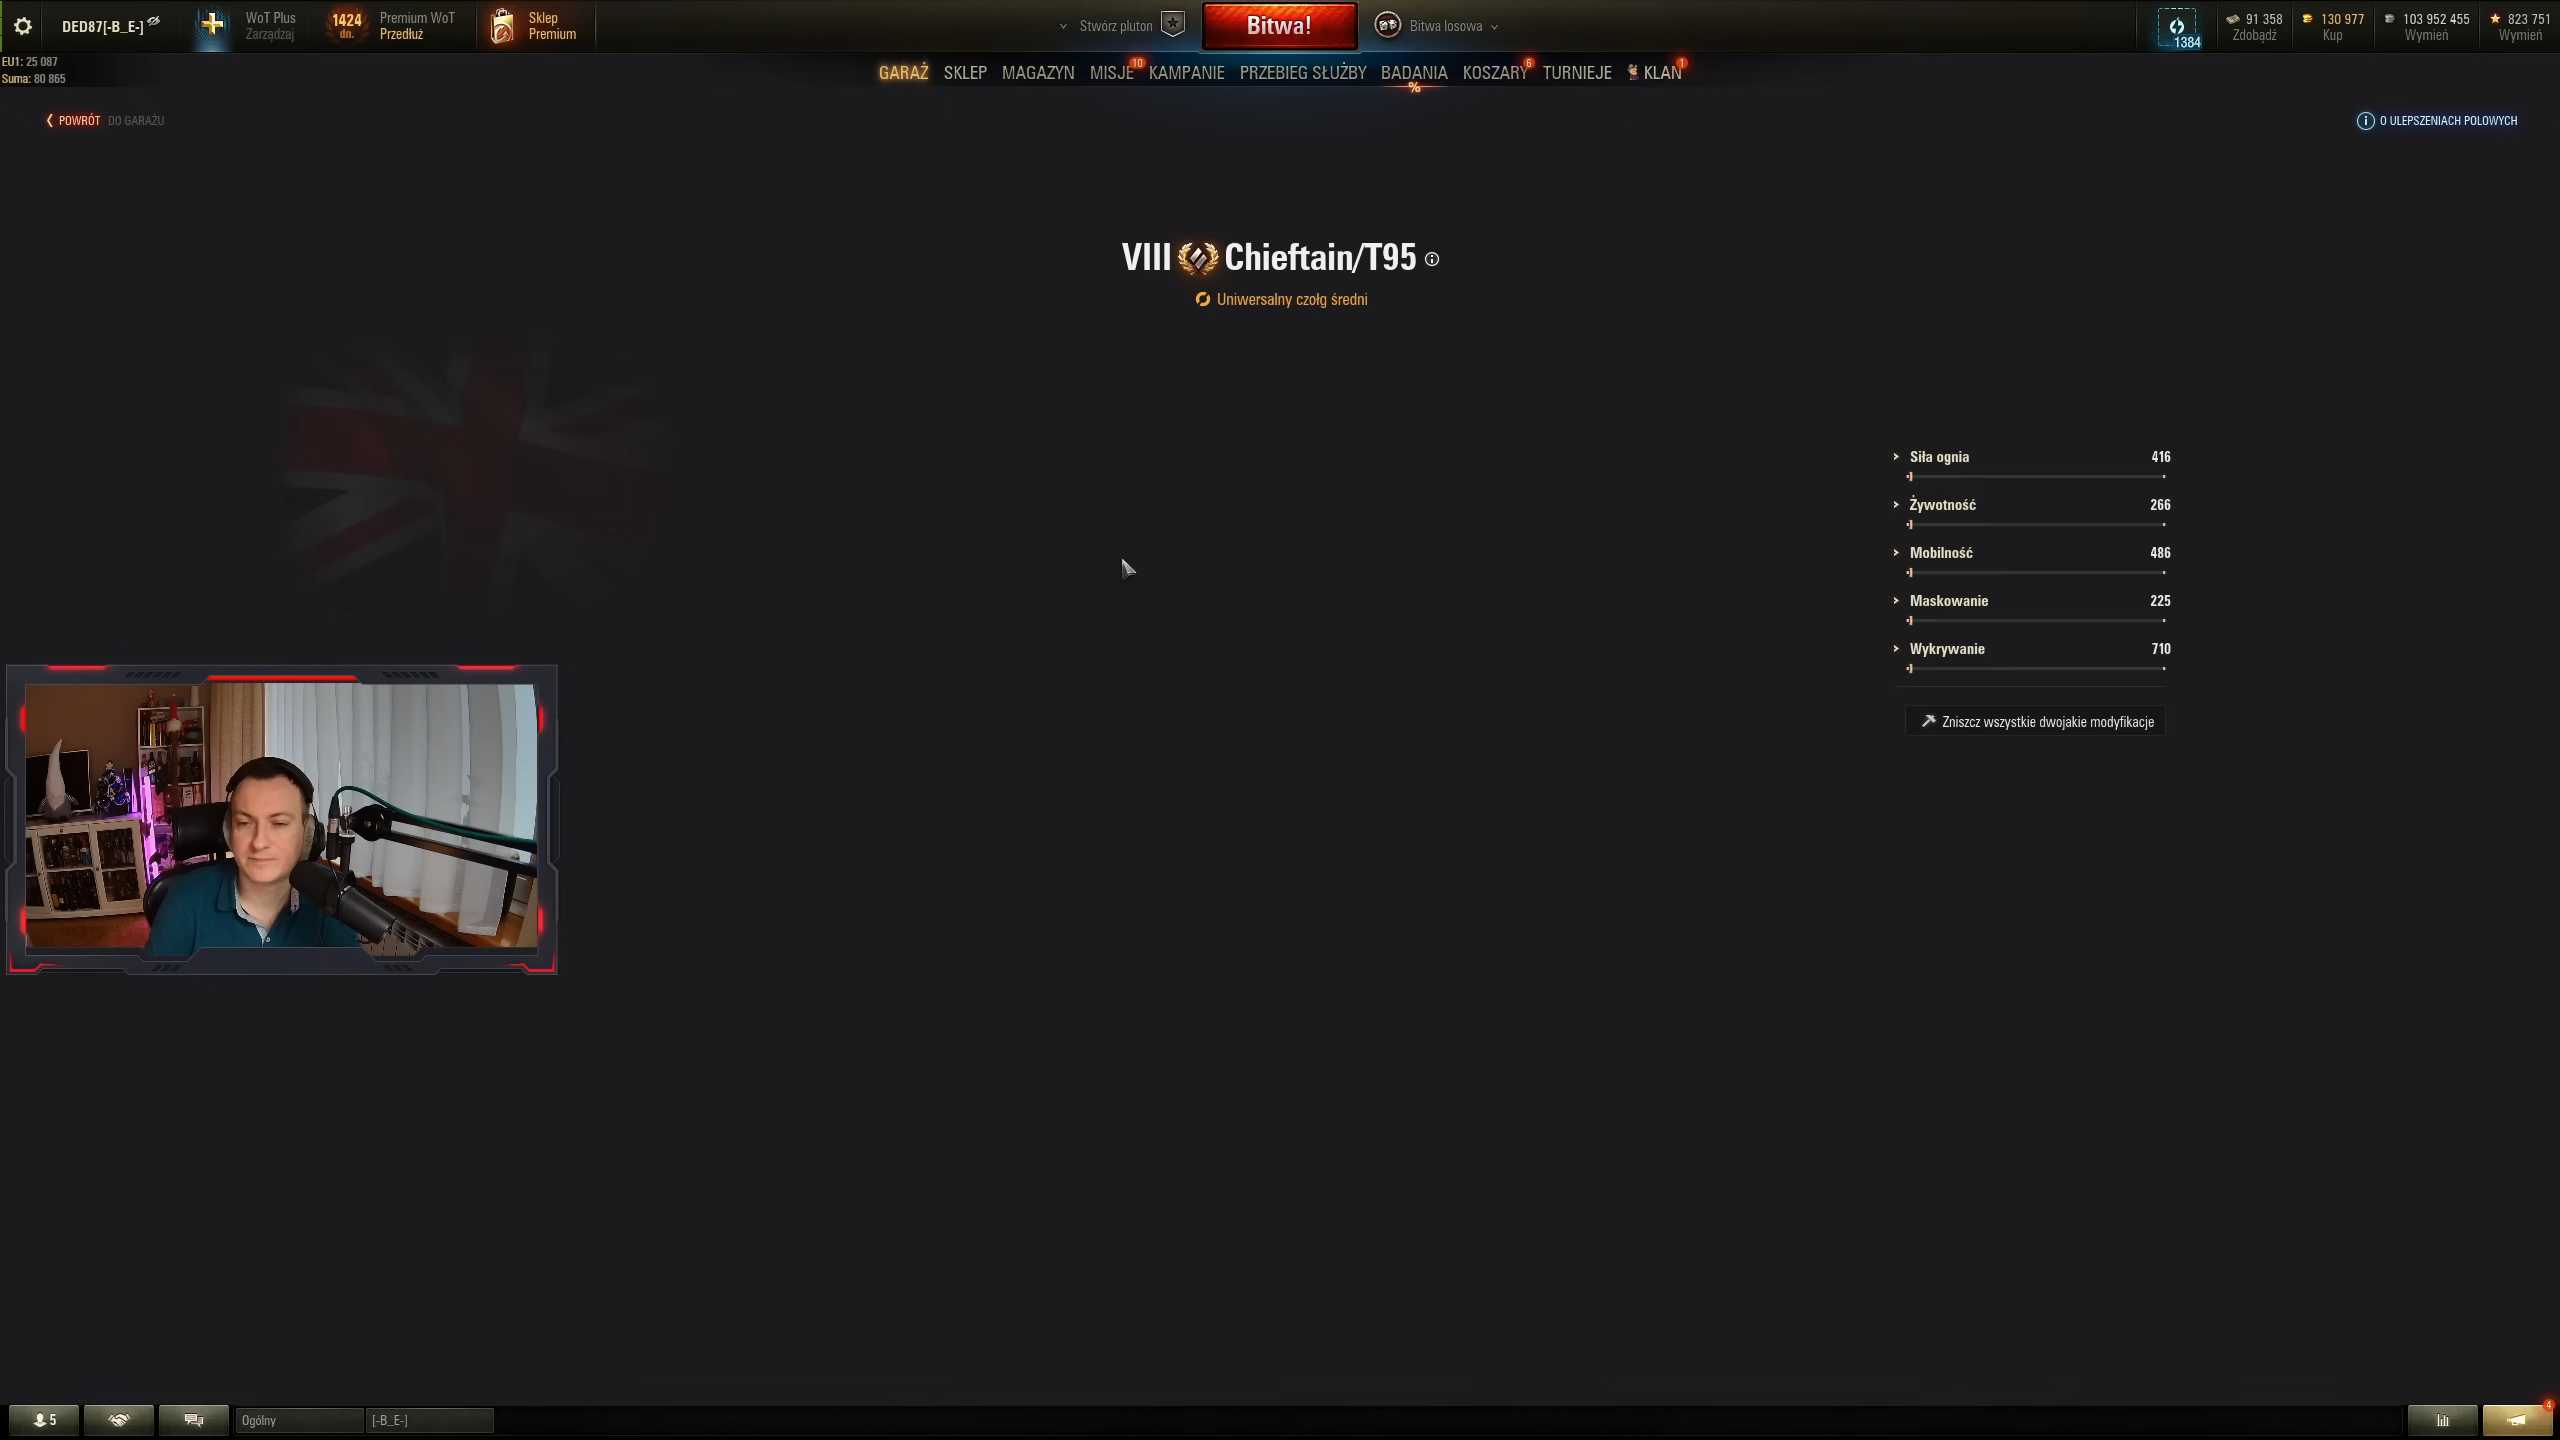 DED87[-B_E-]
WoT Plus
Zarządzaj
1424
dn.
Premium WoT
Przedłuż
Sklep
Premium
Stwórz pluton
Bitwa!
Bitwa losowa
1384
91 358
Zdobądź
130 977
Kup
103 952 455
Wymień
823 751
Wymień
EU1: 25 087
Suma: 80 865
GARAŻ SKLEP MAGAZYN MISJE 10 KAMPANIE PRZEBIEG SŁUŻBY BADANIA KOSZARY 6 TURNIEJE KLAN 1
%
POWRÓT DO GARAŻU
i O ULEPSZENIACH POLOWYCH
VIII Chieftain/T95
Uniwersalny czołg średni
Siła ognia 416
Żywotność 266
Mobilność 486
Maskowanie 225
Wykrywanie 710
Zniszcz wszystkie dwojakie modyfikacje
5
Ogólny
[-B_E-]
4